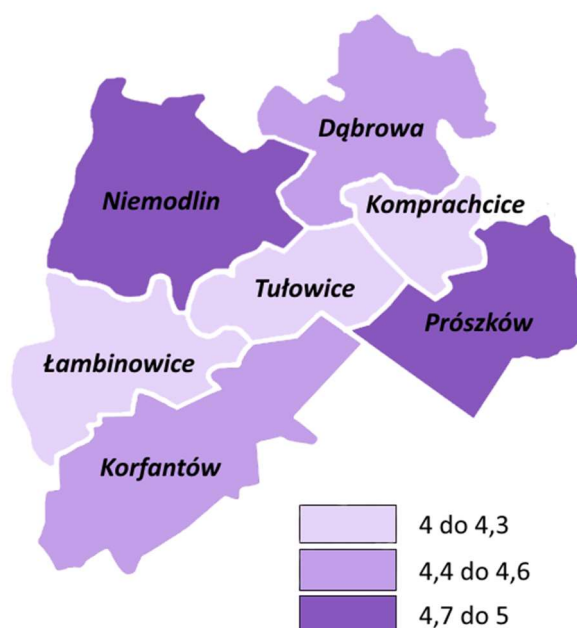 Dąbrowa
Niemodlin
Komprachcice
Tułowice
Prószków
Łambinowice
Korfantów
4 do 4,3
4,4 do 4,6
4,7 do 5